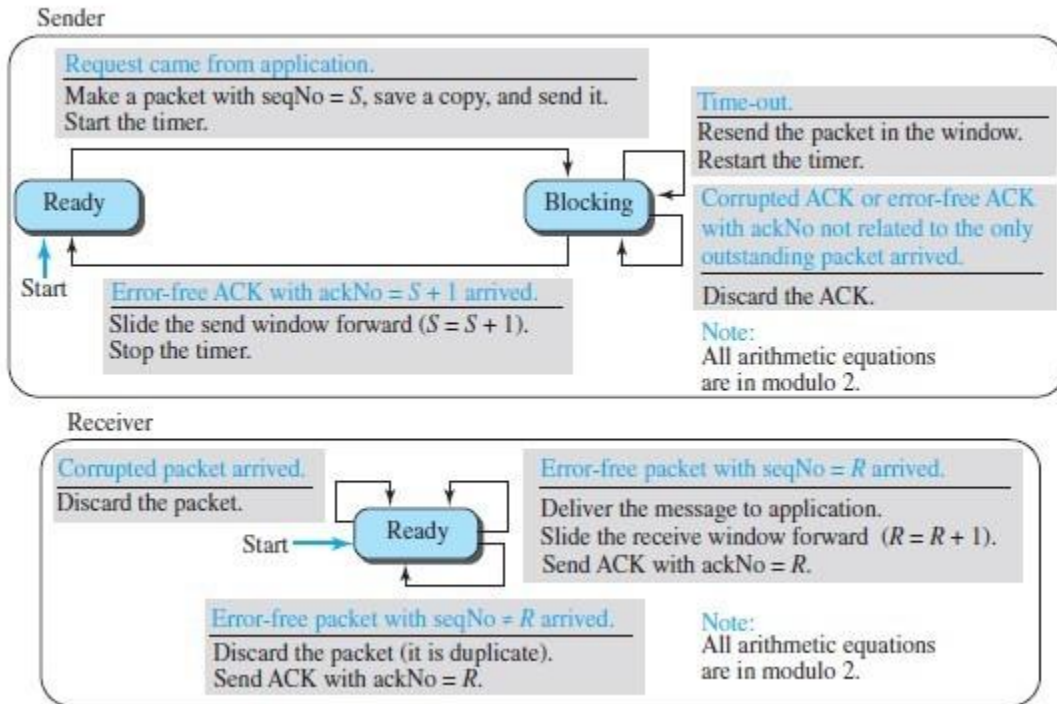 Sender
Request came from application.
Make a packet with seqNo = S, save a copy, and send it.
Start the timer.
Time-out.
Resend the packet in the window.
Restart the timer.
Ready
Blocking
Corrupted ACK or error-free ACK
with ackNo not related to the only
outstanding packet arrived.
Discard the ACK.
Start
Error-free ACK with ackNo = S + 1 arrived.
Slide the send window forward (S = S + 1).
Stop the timer.
Note:
All arithmetic equations
are in modulo 2.
Receiver
Corrupted packet arrived.
Discard the packet.
Error-free packet with seqNo = R arrived.
Deliver the message to application.
Slide the receive window forward (R = R + 1).
Send ACK with ackNo = R.
Start
Ready
Error-free packet with seqNo ≠ R arrived.
Discard the packet (it is duplicate).
Send ACK with ackNo = R.
Note:
All arithmetic equations
are in modulo 2.